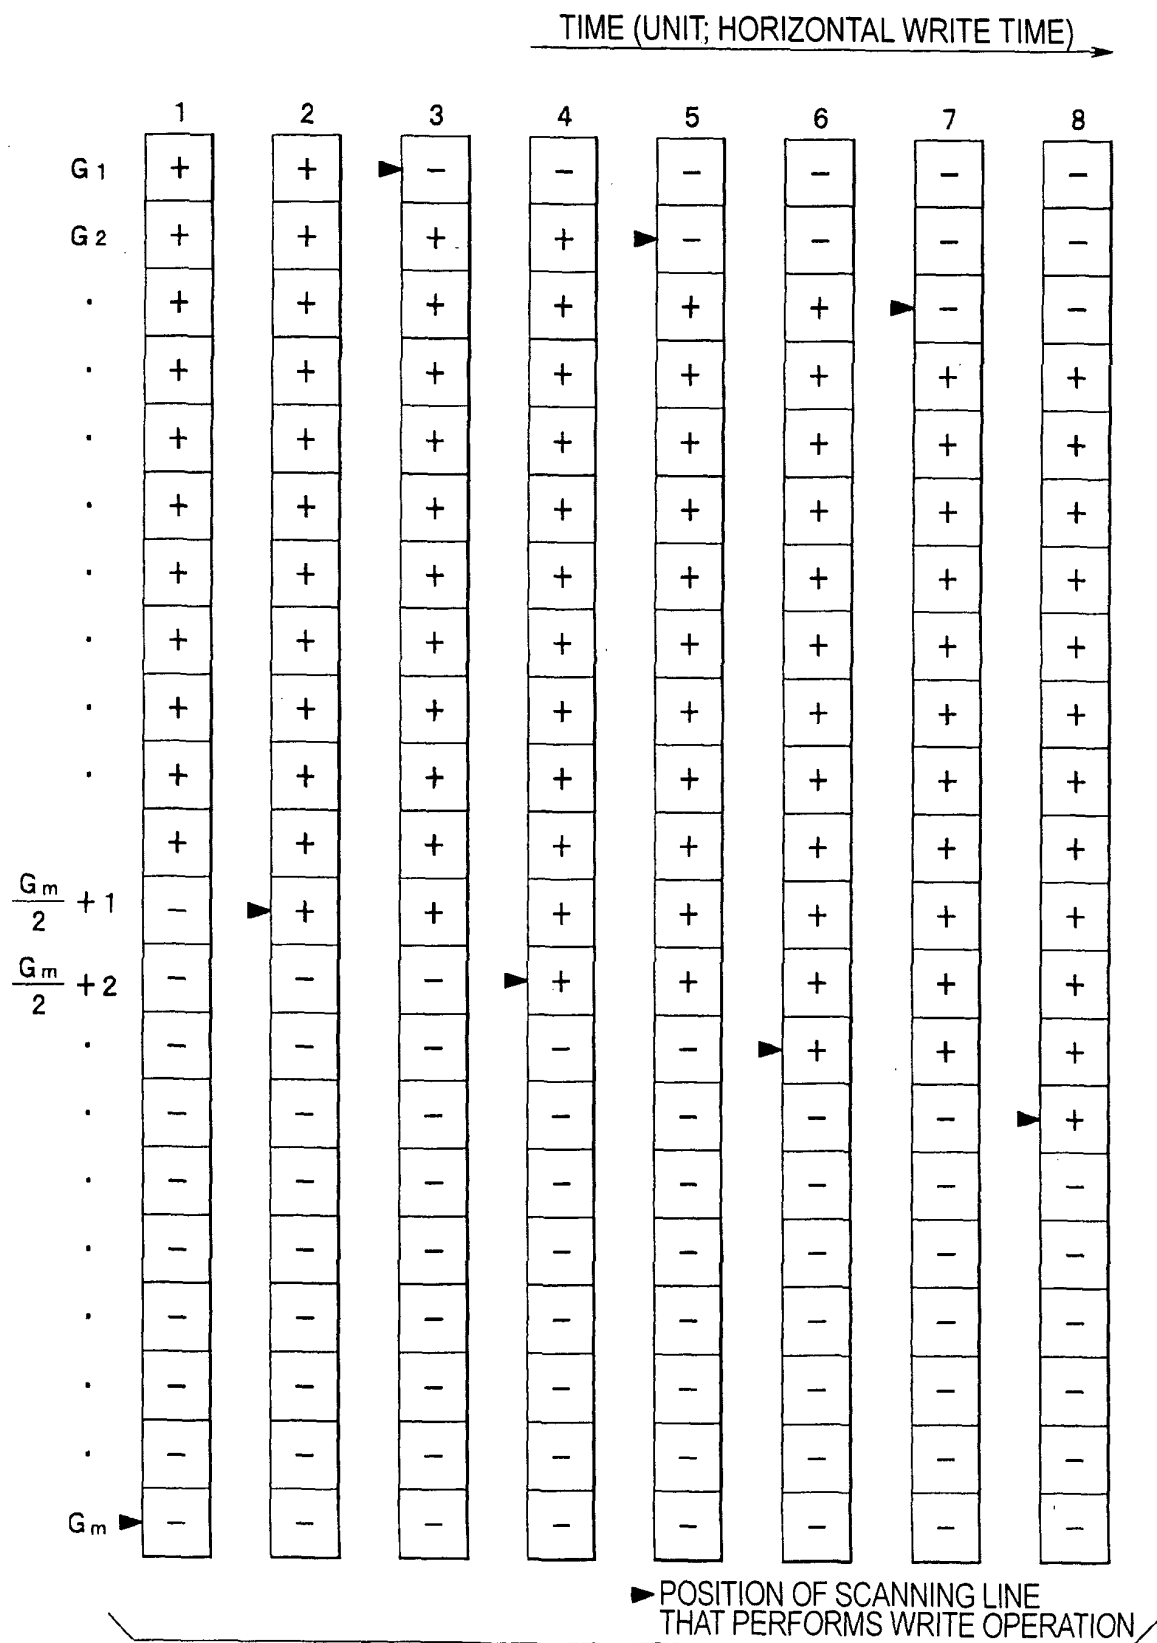 TIME (UNIT; HORIZONTAL WRITE TIME)
1 2 3 4 5 6 7 8
G1 + + ► − − − − − −
G2 + + + + ► − − − −
· + + + + + + ► − −
· + + + + + + + +
· + + + + + + + +
· + + + + + + + +
· + + + + + + + +
· + + + + + + + +
· + + + + + + + +
· + + + + + + + +
+ + + + + + + +
Gm/2 + 1 − ► + + + + + + +
Gm/2 + 2 − − − ► + + + + +
· − − − − − ► + + +
· − − − − − − − ► +
· − − − − − − − −
· − − − − − − − −
· − − − − − − − −
· − − − − − − − −
· − − − − − − − −
Gm ► − − − − − − − −
► POSITION OF SCANNING LINE
THAT PERFORMS WRITE OPERATION